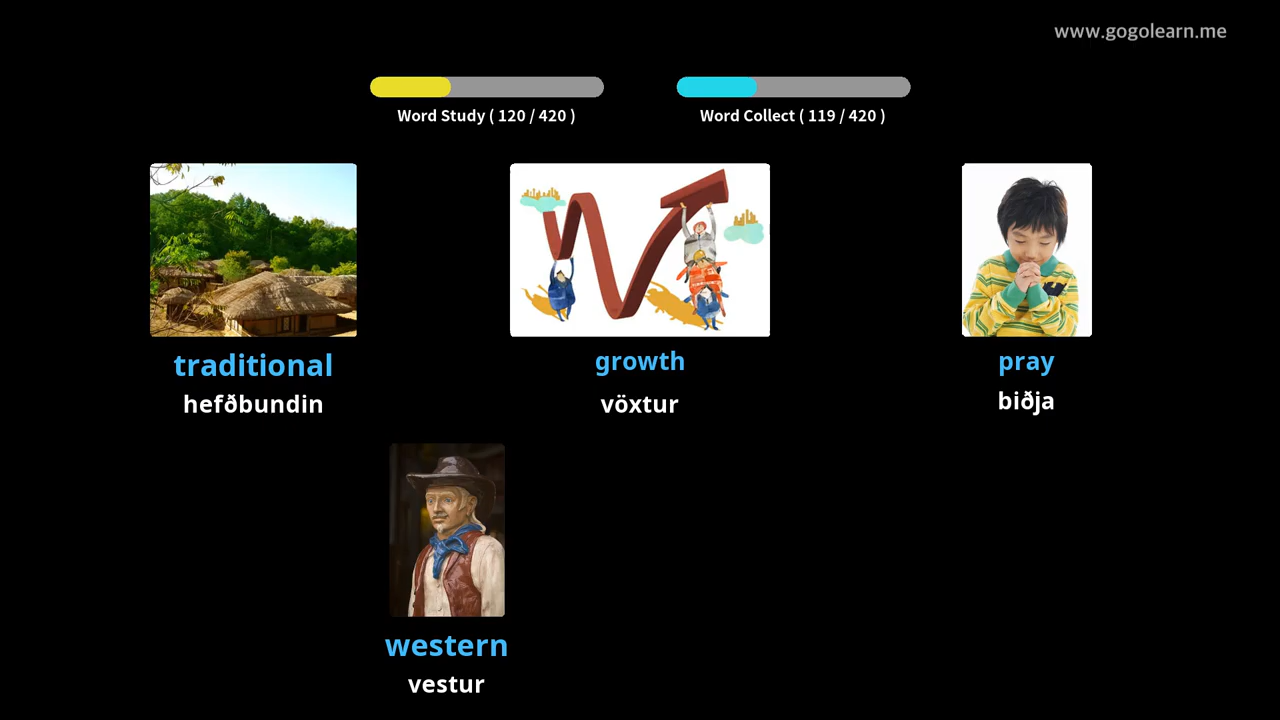 www.gogolearn.me
Word Study ( 120 / 420 )
Word Collect ( 119 / 420 )
traditional
hefðbundin
growth
vöxtur
pray
biðja
western
vestur